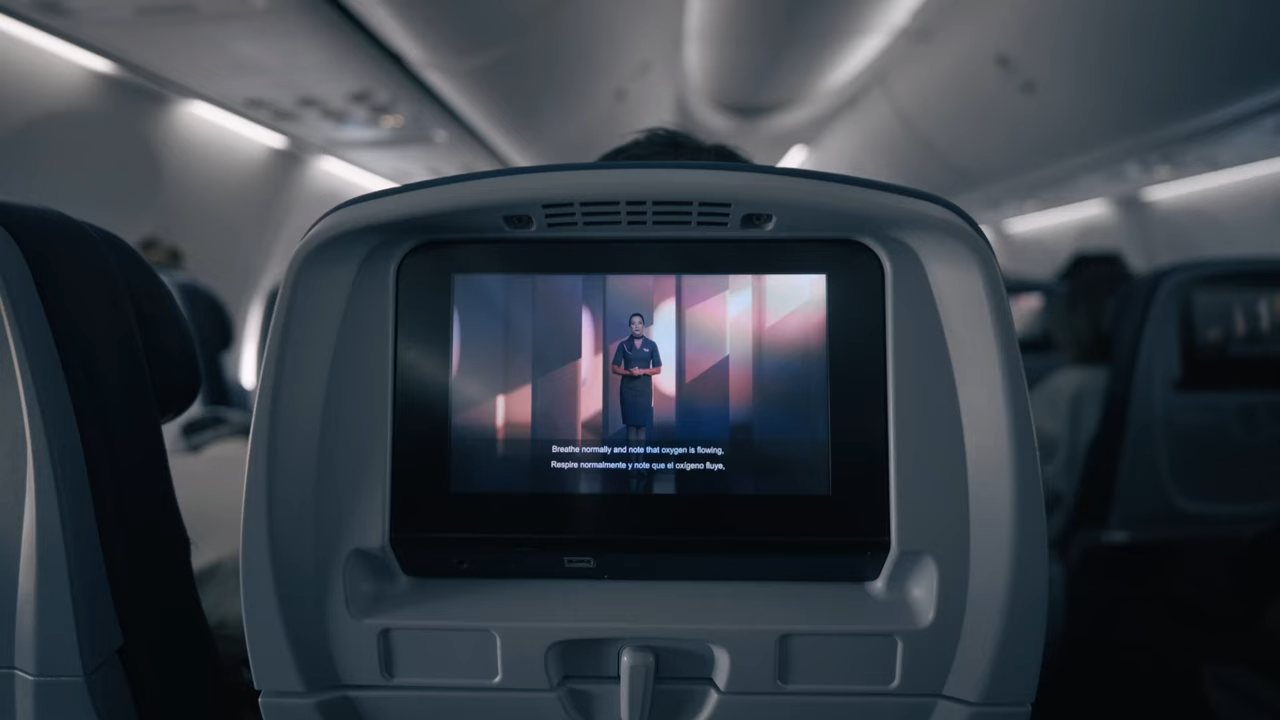 Breathe normally and note that oxygen is flowing,
Respire normalmente y note que el oxígeno fluye,